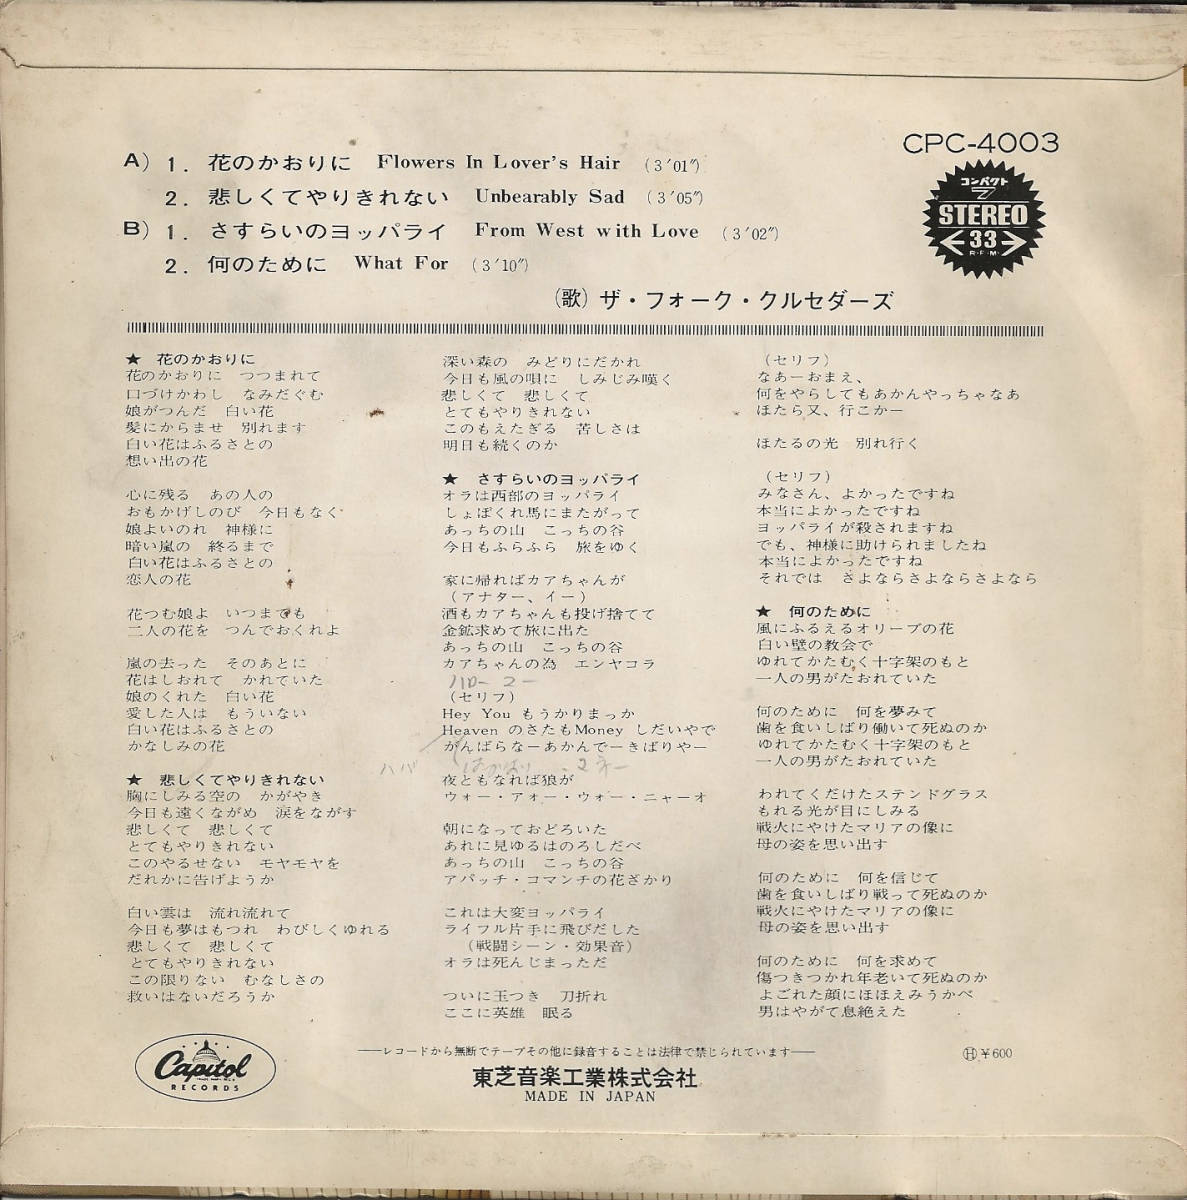 CPC-4003
コンパクト
7
STEREO
33
R・P・M・
A) 1. 花のかおりに Flowers In Lover's Hair (3′01″)
2. 悲しくてやりきれない Unbearably Sad (3′05″)
B) 1. さすらいのヨッパライ From West with Love (3′02″)
2. 何のために What For (3′10″)
(歌) ザ・フォーク・クルセダーズ
★ 花のかおりに
花のかおりに つつまれて
口づけかわし なみだぐむ
娘がつんだ 白い花
髪にからませ 別れます
白い花はふるさとの
想い出の花
心に残る あの人の
おもかげしのび 今日もなく
娘よいのれ 神様に
暗い嵐の 終るまで
白い花はふるさとの
恋人の花
花つむ娘よ いつまでも
二人の花を つんでおくれよ
嵐の去った そのあとに
花はしおれて かれていた
娘のくれた 白い花
愛した人は もういない
白い花はふるさとの
かなしみの花
★ 悲しくてやりきれない
胸にしみる空の かがやき
今日も遠くながめ 涙をながす
悲しくて 悲しくて
とてもやりきれない
このやるせない モヤモヤを
だれかに告げようか
白い雲は 流れ流れて
今日も夢はもつれ わびしくゆれる
悲しくて 悲しくて
とてもやりきれない
この限りない むなしさの
救いはないだろうか
深い森の みどりにだかれ
今日も風の唄に しみじみ嘆く
悲しくて 悲しくて
とてもやりきれない
このもえたぎる 苦しさは
明日も続くのか
★ さすらいのヨッパライ
オラは西部のヨッパライ
しょぼくれ馬にまたがって
あっちの山 こっちの谷
今日もふらふら 旅をゆく
家に帰ればカアちゃんが
(アナター、イー)
酒もカアちゃんも投げ捨てて
金鉱求めて旅に出た
あっちの山 こっちの谷
カアちゃんの為 エンヤコラ
(セリフ)
Hey You もうかりまっか
Heaven のさたもMoney しだいやで
がんばらなーあかんでーきばりやー
ハバ
夜ともなれば狼が
ウォー・アォー・ウォー・ニャーオ
朝になっておどろいた
あれに見ゆるはのろしだべ
あっちの山 こっちの谷
アパッチ・コマンチの花ざかり
これは大変ヨッパライ
ライフル片手に飛びだした
(戦闘シーン・効果音)
オラは死んじまっただ
ついに玉つき 刀折れ
ここに英雄 眠る
(セリフ)
なあーおまえ、
何をやらしてもあかんやっちゃなあ
ほたら又、行こかー
ほたるの光 別れ行く
(セリフ)
みなさん、よかったですね
本当によかったですね
ヨッパライが殺されますね
でも、神様に助けられましたね
本当によかったですね
それでは さよならさよならさよなら
★ 何のために
風にふるえるオリーブの花
白い壁の教会で
ゆれてかたむく十字架のもと
一人の男がたおれていた
何のために 何を夢みて
歯を食いしばり働いて死ぬのか
ゆれてかたむく十字架のもと
一人の男がたおれていた
われてくだけたステンドグラス
もれる光が目にしみる
戦火にやけたマリアの像に
母の姿を思い出す
何のために 何を信じて
歯を食いしばり戦って死ぬのか
戦火にやけたマリアの像に
母の姿を思い出す
何のために 何を求めて
傷つきつかれ年老いて死ぬのか
よごれた顔にほほえみうかべ
男はやがて息絶えた
Capitol
RECORDS
──レコードから無断でテープその他に録音することは法律で禁じられています──
Ⓗ ¥600
東芝音楽工業株式会社
MADE IN JAPAN